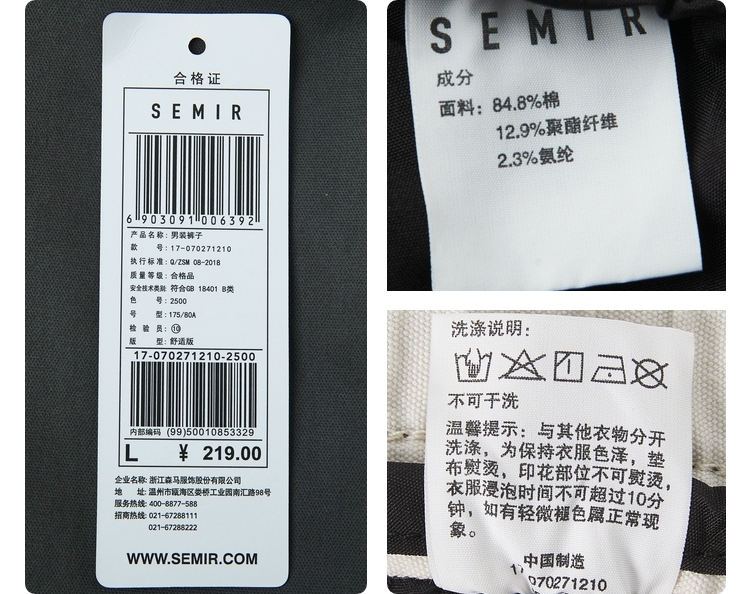 合格证
SEMIR
6 903091 006392
产品名称: 男装裤子
款 号: 17-070271210
执行标准: Q/ZSM 08-2018
质量等级: 合格品
安全技术类别: 符合GB 18401 B类
色 号: 2500
号 型: 175/80A
检 验 员: ⑩
版 型: 舒适版
17-070271210-2500
内部编码 (99)50010853329
L ¥ 219.00
企业名称: 浙江森马服饰股份有限公司
地 址: 温州市瓯海区娄桥工业园南汇路98号
服务热线: 400-8877-588
招商热线: 021-67288111
021-67288222
WWW.SEMIR.COM
SEMIR
成分
面料: 84.8%棉
12.9%聚酯纤维
2.3%氨纶
洗涤说明:
不可干洗
温馨提示: 与其他衣物分开
洗涤, 为保持衣服色泽, 垫
布熨烫, 印花部位不可熨烫,
衣服浸泡时间不可超过10分
钟, 如有轻微褪色属正常现
象。
中国制造
17-070271210